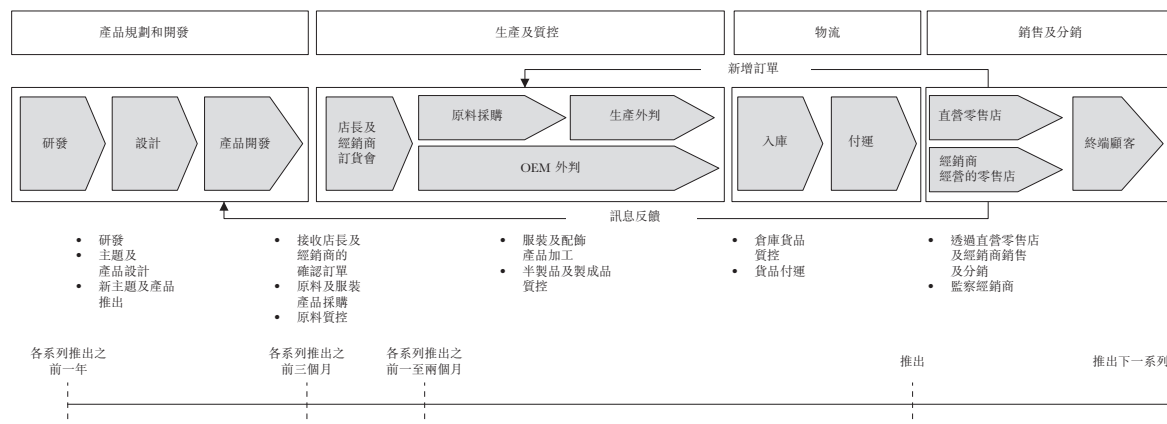 產品規劃和開發
生產及質控
物流
銷售及分銷
新增訂單
研發
設計
產品開發
店長及
經銷商
訂貨會
原料採購
生產外判
OEM 外判
入庫
付運
直營零售店
經銷商
經營的零售店
終端顧客
訊息反饋
• 研發
• 主題及
產品設計
• 新主題及產品
推出
• 接收店長及
經銷商的
確認訂單
• 原料及服裝
產品採購
• 原料質控
• 服裝及配飾
產品加工
• 半製品及製成品
質控
• 倉庫貨品
質控
• 貨品付運
• 透過直營零售店
及經銷商銷售
及分銷
• 監察經銷商
各系列推出之
前一年
各系列推出之
前三個月
各系列推出之
前一至兩個月
推出
推出下一系列